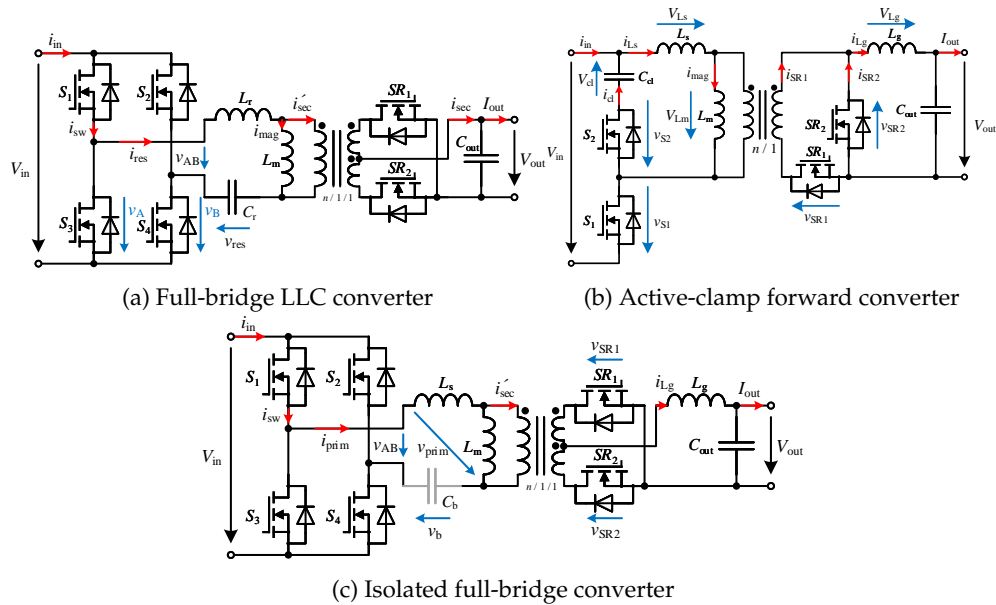 i_in
S_1
S_2
L_r
i´_sec
SR_1
i_sec
I_out
i_sw
i_mag
i_res
v_AB
L_m
C_out
V_in
V_out
SR_2
n / 1 / 1
v_A
v_B
S_3
S_4
C_r
v_res
(a) Full-bridge LLC converter
V_Ls
V_Lg
i_in
i_Ls
L_s
i_Lg
L_g
I_out
V_cl
C_cl
i_mag
i_SR1
i_SR2
i_cl
C_out
S_2
v_S2
V_Lm
L_m
SR_2
v_SR2
V_in
V_out
n / 1
SR_1
S_1
v_S1
v_SR1
(b) Active-clamp forward converter
i_in
v_SR1
S_1
S_2
SR_1
L_s
i´_sec
i_Lg
L_g
I_out
i_sw
i_prim
v_AB
v_prim
L_m
C_out
V_in
V_out
SR_2
n / 1 / 1
C_b
S_3
S_4
v_b
v_SR2
(c) Isolated full-bridge converter